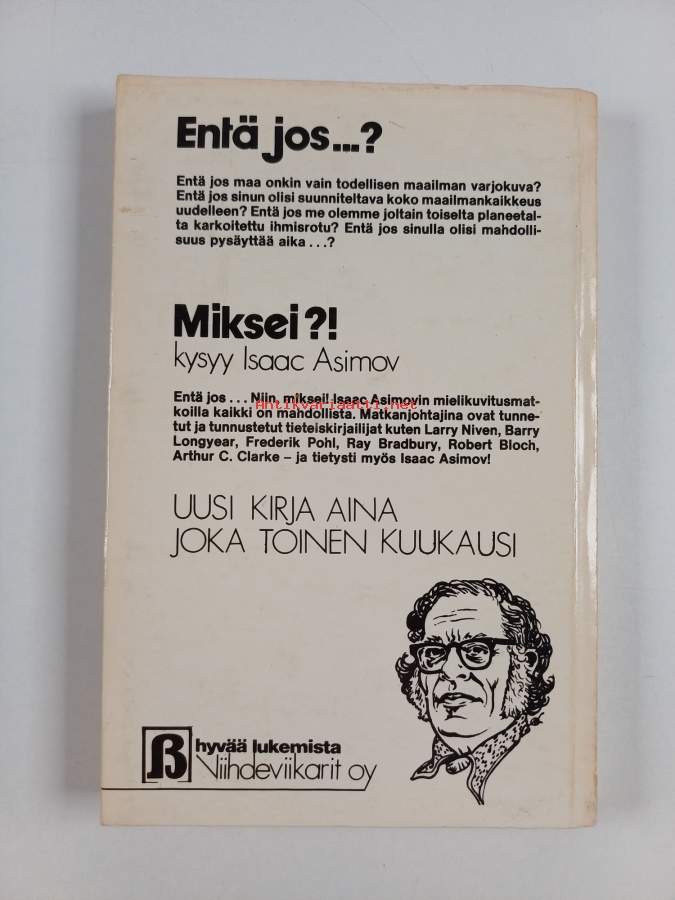 Entä jos...?
Entä jos maa onkin vain todellisen maailman varjokuva?
Entä jos sinun olisi suunniteltava koko maailmankaikkeus
uudelleen? Entä jos me olemme joltain toiselta planeetal-
ta karkoitettu ihmisrotu? Entä jos sinulla olisi mahdolli-
suus pysäyttää aika...?
Miksei?!
kysyy Isaac Asimov
Entä jos... Niin, miksei! Isaac Asimovin mielikuvitusmat-
Antikvariaatti.net
koilla kaikki on mahdollista. Matkanjohtajina ovat tunne-
tut ja tunnustetut tieteiskirjailijat kuten Larry Niven, Barry
Longyear, Frederik Pohl, Ray Bradbury, Robert Bloch,
Arthur C. Clarke – ja tietysti myös Isaac Asimov!
UUSI KIRJA AINA
JOKA TOINEN KUUKAUSI
ß hyvää lukemista
Viihdeviikarit oy